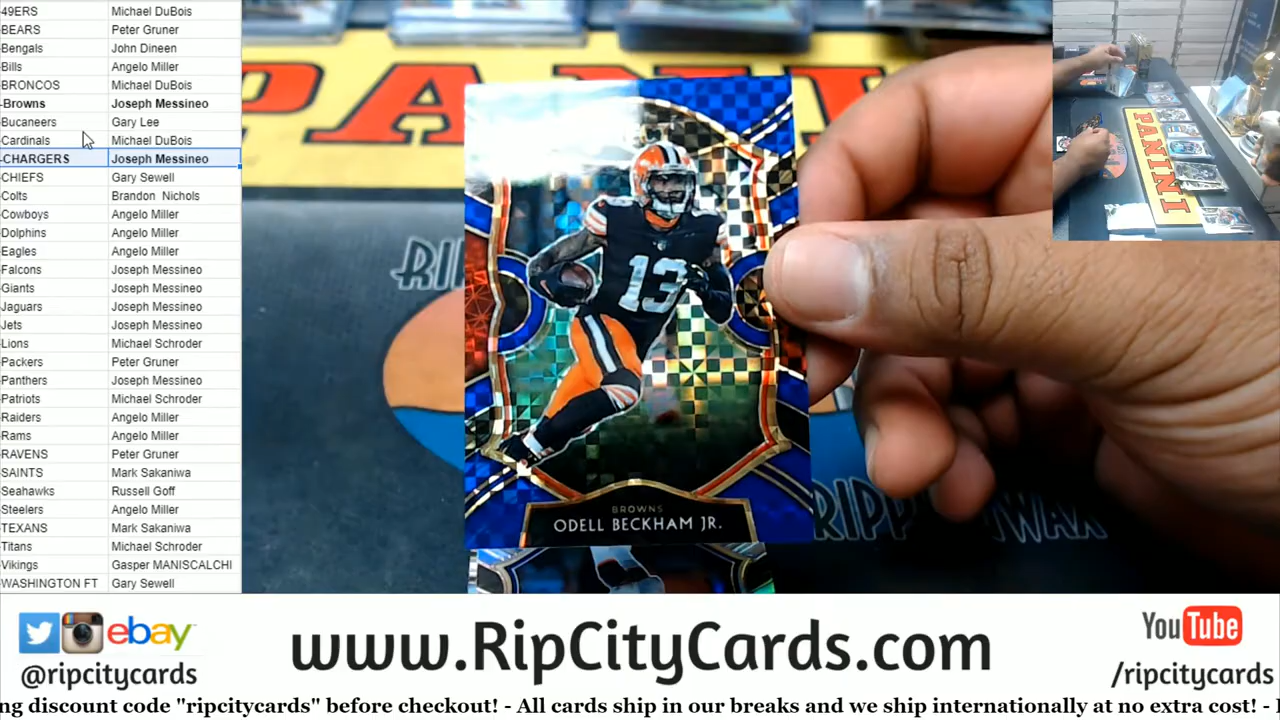 49ERS Michael DuBois
BEARS Peter Gruner
Bengals John Dineen
Bills Angelo Miller
BRONCOS Michael DuBois
-Browns Joseph Messineo
Bucaneers Gary Lee
Cardinals Michael DuBois
-CHARGERS Joseph Messineo
CHIEFS Gary Sewell
Colts Brandon Nichols
Cowboys Angelo Miller
Dolphins Angelo Miller
Eagles Angelo Miller
Falcons Joseph Messineo
Giants Joseph Messineo
Jaguars Joseph Messineo
Jets Joseph Messineo
Lions Michael Schroder
Packers Peter Gruner
Panthers Joseph Messineo
Patriots Michael Schroder
Raiders Angelo Miller
Rams Angelo Miller
RAVENS Peter Gruner
SAINTS Mark Sakaniwa
Seahawks Russell Goff
Steelers Angelo Miller
TEXANS Mark Sakaniwa
Titans Michael Schroder
Vikings Gasper MANISCALCHI
WASHINGTON FT Gary Sewell
PANINI
13
BROWNS
ODELL BECKHAM JR.
PANINI
ebay
@ripcitycards
www.RipCityCards.com
YouTube
/ripcitycards
discount code "ripcitycards" before checkout! - All cards ship in our breaks and we ship internationally at no extra cost! -